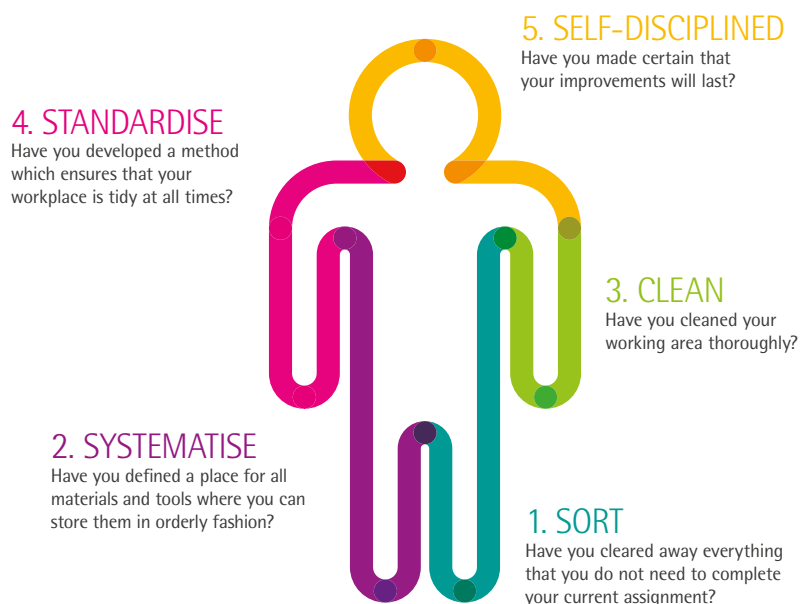 5. SELF-DISCIPLINED
Have you made certain that
your improvements will last?
4. STANDARDISE
Have you developed a method
which ensures that your
workplace is tidy at all times?
3. CLEAN
Have you cleaned your
working area thoroughly?
2. SYSTEMATISE
Have you defined a place for all
materials and tools where you can
store them in orderly fashion?
1. SORT
Have you cleared away everything
that you do not need to complete
your current assignment?